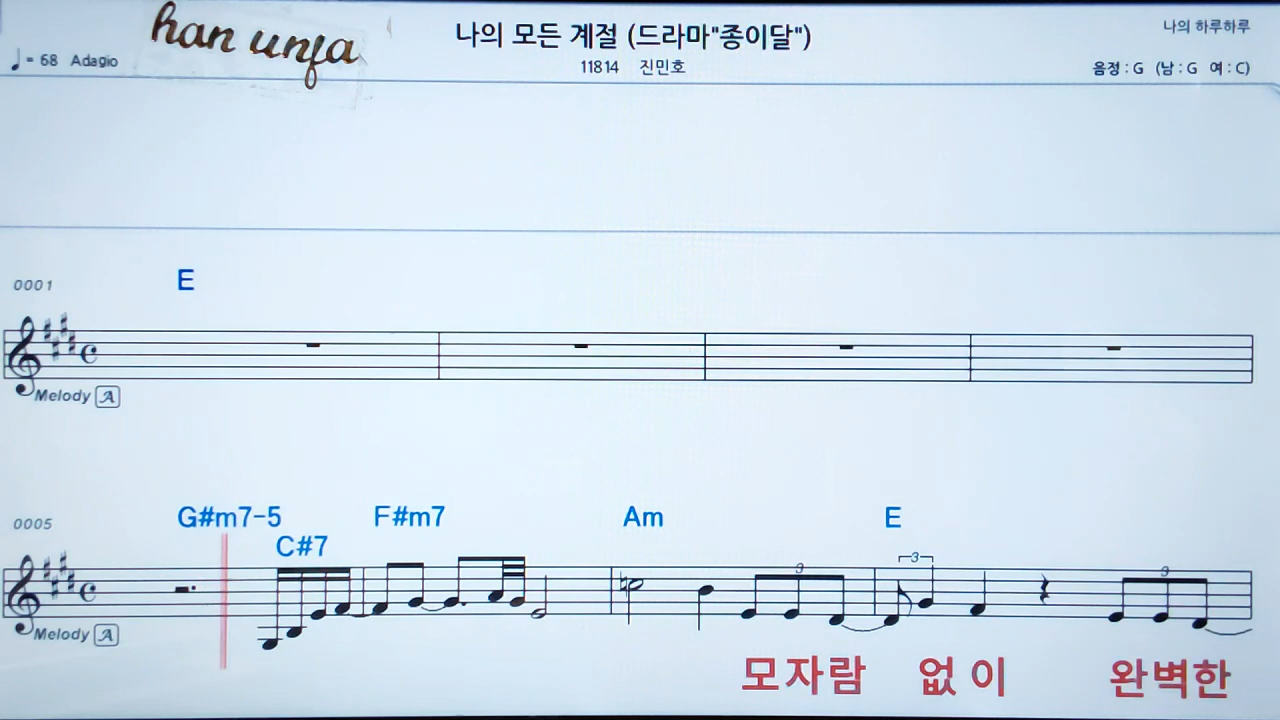 han unfa
나의 모든 계절 (드라마"종이달")
나의 하루하루
♩= 68 Adagio
11814 진민호
음정 : G (남 : G 여 : C)
0001
E
Melody A
0005
G#m7-5 F#m7 Am E
C#7
3 3 3
Melody A
모자람 없 이 완벽한